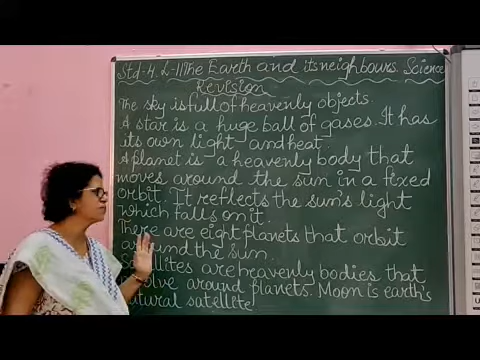 Std-4. L-11 The Earth and its neighbours. Science
Revision
The sky is full of heavenly objects.
A star is a huge ball of gases. It has
its own light and heat.
A planet is a heavenly body that
moves around the sun in a fixed
orbit. It reflects the sun's light
which falls on it.
There are eight planets that orbit
around the sun.
Satellites are heavenly bodies that
revolve around planets. Moon is earth's
natural satellite